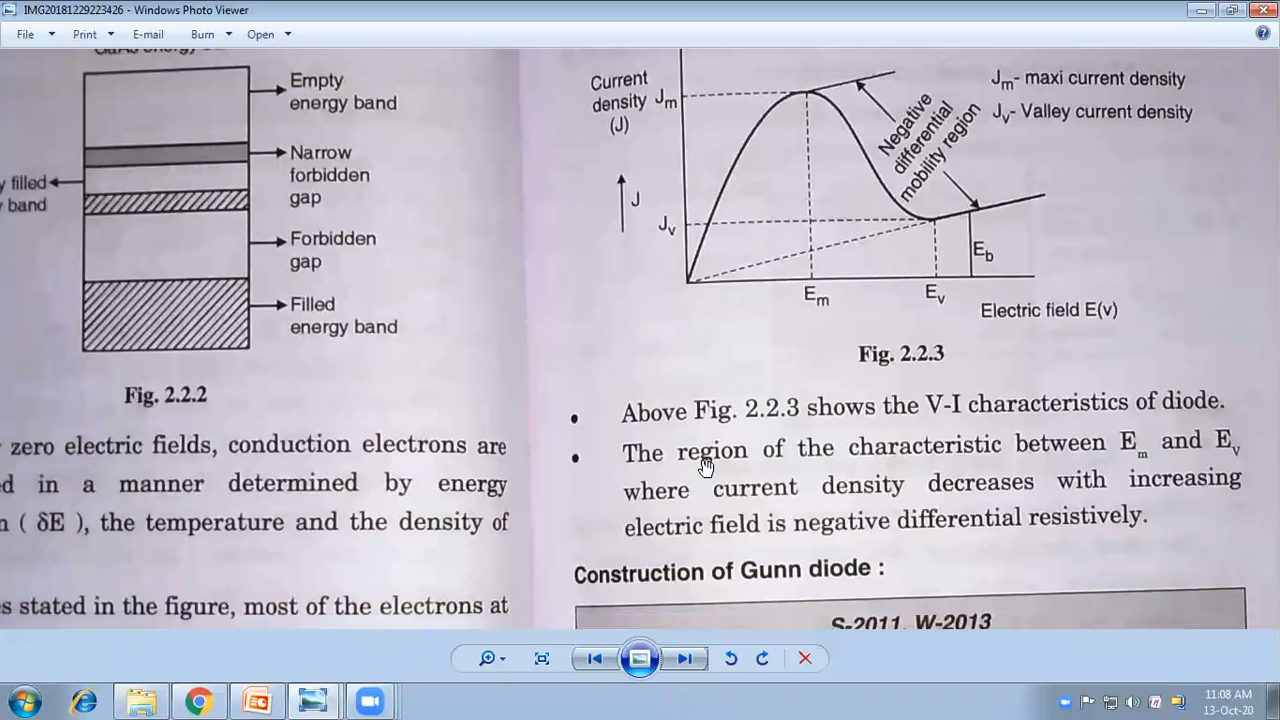 IMG20181229223426 - Windows Photo Viewer
File
Print
E-mail
Burn
Open
Empty
energy band
Narrow
forbidden
gap
y filled
y band
Forbidden
gap
Filled
energy band
Fig. 2.2.2
zero electric fields, conduction electrons are
d in a manner determined by energy
n ( δE ), the temperature and the density of
s stated in the figure, most of the electrons at
Current
density
(J)
Jm
Jm- maxi current density
Jv- Valley current density
Negative
differential
mobility region
J
Jv
Eb
Em
Ev
Electric field E(v)
Fig. 2.2.3
• Above Fig. 2.2.3 shows the V-I characteristics of diode.
• The region of the characteristic between Em and Ev
where current density decreases with increasing
electric field is negative differential resistively.
Construction of Gunn diode :
S-2011, W-2013
11:08 AM
13-Oct-20